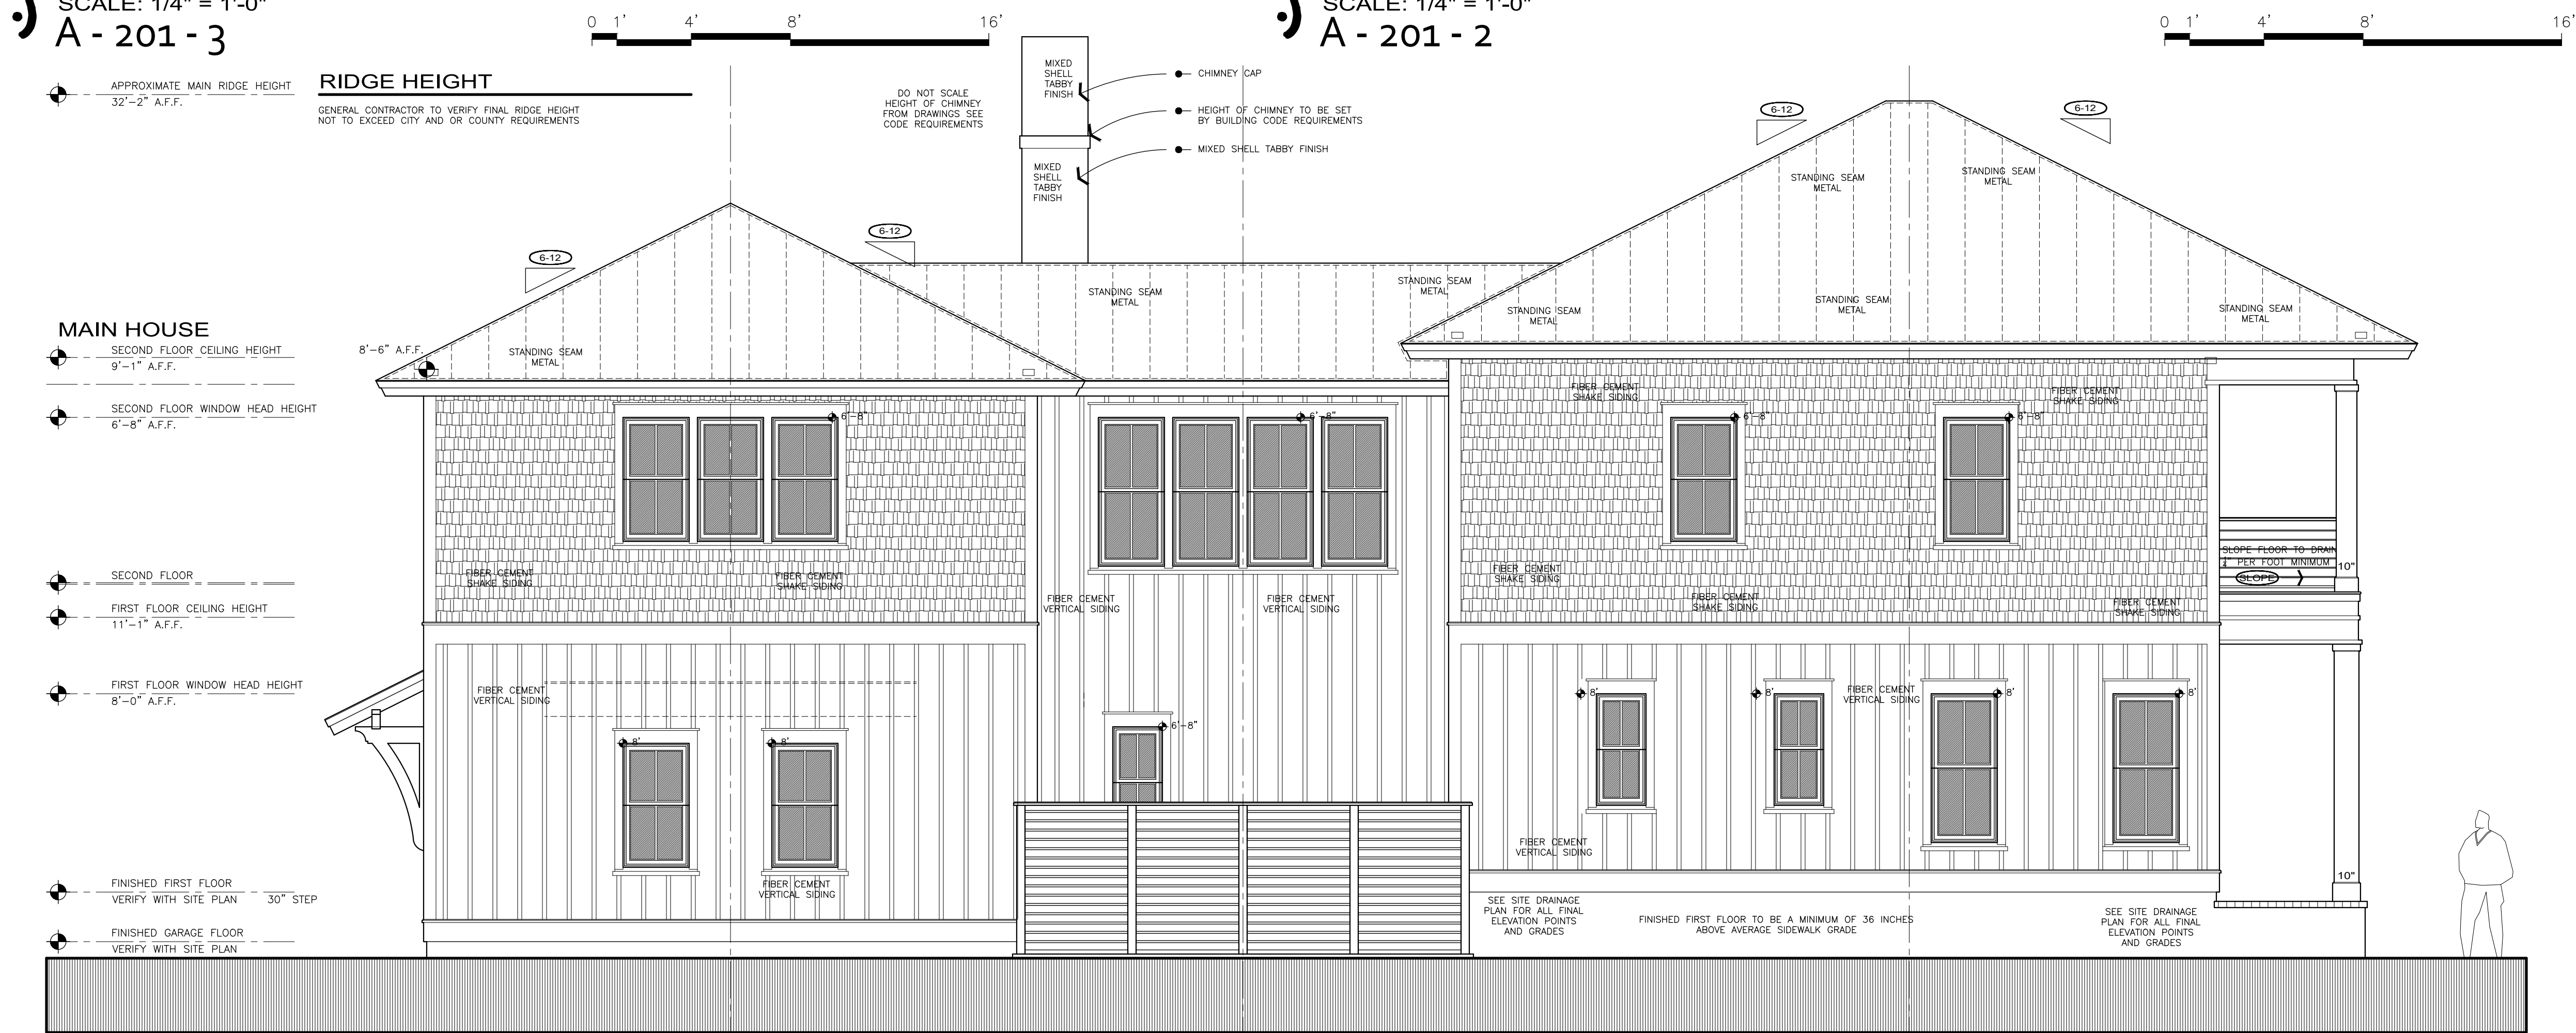 SCALE: 1/4" = 1'-0"
A - 201 - 3
0 1' 4' 8' 16'
SCALE: 1/4" = 1'-0"
A - 201 - 2
0 1' 4' 8' 16'
APPROXIMATE MAIN RIDGE HEIGHT
32'-2" A.F.F.
RIDGE HEIGHT
GENERAL CONTRACTOR TO VERIFY FINAL RIDGE HEIGHT
NOT TO EXCEED CITY AND OR COUNTY REQUIREMENTS
DO NOT SCALE
HEIGHT OF CHIMNEY
FROM DRAWINGS SEE
CODE REQUIREMENTS
MIXED
SHELL
TABBY
FINISH
MIXED
SHELL
TABBY
FINISH
CHIMNEY CAP
HEIGHT OF CHIMNEY TO BE SET
BY BUILDING CODE REQUIREMENTS
MIXED SHELL TABBY FINISH
6-12
6-12
6-12
6-12
STANDING SEAM
METAL
STANDING SEAM
METAL
STANDING SEAM
METAL
STANDING SEAM
METAL
STANDING SEAM
METAL
STANDING SEAM
METAL
STANDING SEAM
METAL
STANDING SEAM
METAL
MAIN HOUSE
SECOND FLOOR CEILING HEIGHT
9'-1" A.F.F.
8'-6" A.F.F.
SECOND FLOOR WINDOW HEAD HEIGHT
6'-8" A.F.F.
6'-8"
6'-8"
6'-8"
6'-8"
FIBER CEMENT
SHAKE SIDING
FIBER CEMENT
SHAKE SIDING
SECOND FLOOR
FIRST FLOOR CEILING HEIGHT
11'-1" A.F.F.
FIBER CEMENT
SHAKE SIDING
FIBER CEMENT
SHAKE SIDING
FIBER CEMENT
VERTICAL SIDING
FIBER CEMENT
VERTICAL SIDING
FIBER CEMENT
SHAKE SIDING
FIBER CEMENT
SHAKE SIDING
FIBER CEMENT
SHAKE SIDING
SLOPE FLOOR TO DRAIN
PER FOOT MINIMUM
SLOPE
10"
FIRST FLOOR WINDOW HEAD HEIGHT
8'-0" A.F.F.
FIBER CEMENT
VERTICAL SIDING
8'
8'
6'-8"
8'
8'
FIBER CEMENT
VERTICAL SIDING
8'
8'
FIBER CEMENT
VERTICAL SIDING
FIBER CEMENT
VERTICAL SIDING
10"
FINISHED FIRST FLOOR
VERIFY WITH SITE PLAN 30" STEP
FINISHED GARAGE FLOOR
VERIFY WITH SITE PLAN
SEE SITE DRAINAGE
PLAN FOR ALL FINAL
ELEVATION POINTS
AND GRADES
FINISHED FIRST FLOOR TO BE A MINIMUM OF 36 INCHES
ABOVE AVERAGE SIDEWALK GRADE
SEE SITE DRAINAGE
PLAN FOR ALL FINAL
ELEVATION POINTS
AND GRADES